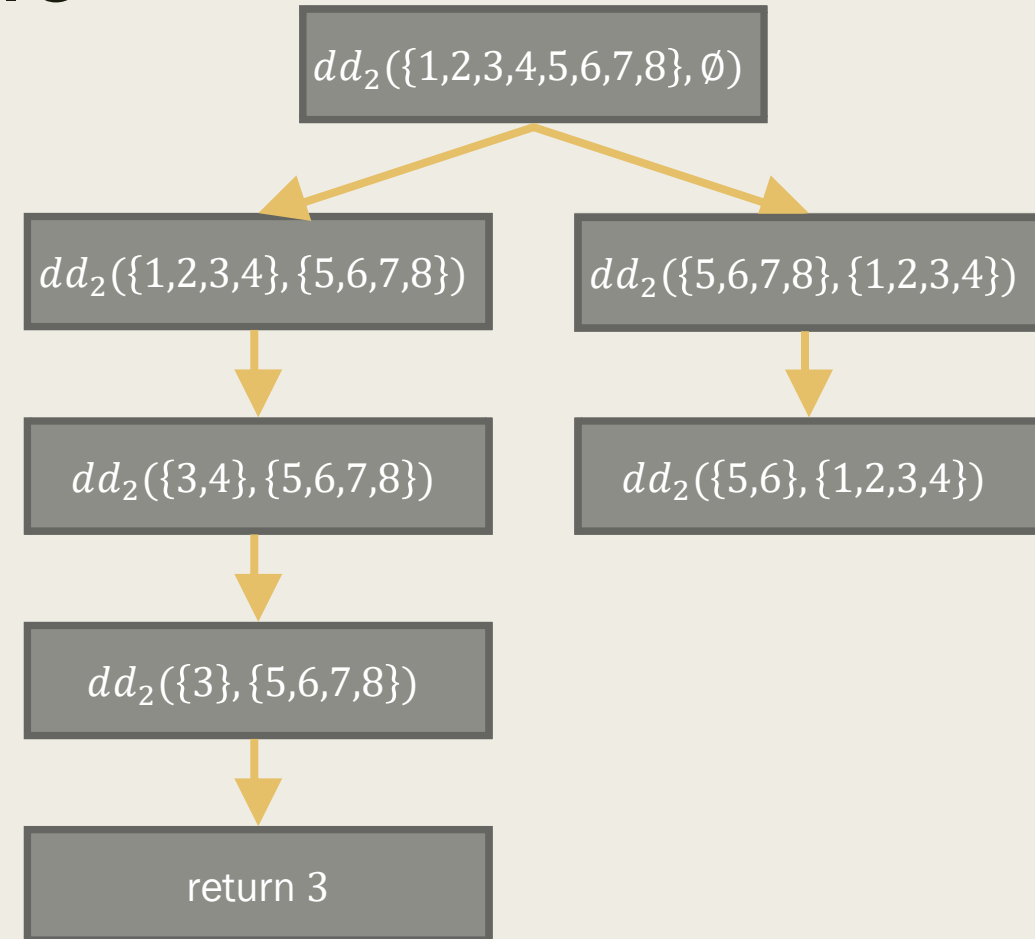 dd₂({1,2,3,4,5,6,7,8}, ∅)
dd₂({1,2,3,4}, {5,6,7,8})
dd₂({5,6,7,8}, {1,2,3,4})
dd₂({3,4}, {5,6,7,8})
dd₂({5,6}, {1,2,3,4})
dd₂({3}, {5,6,7,8})
return 3